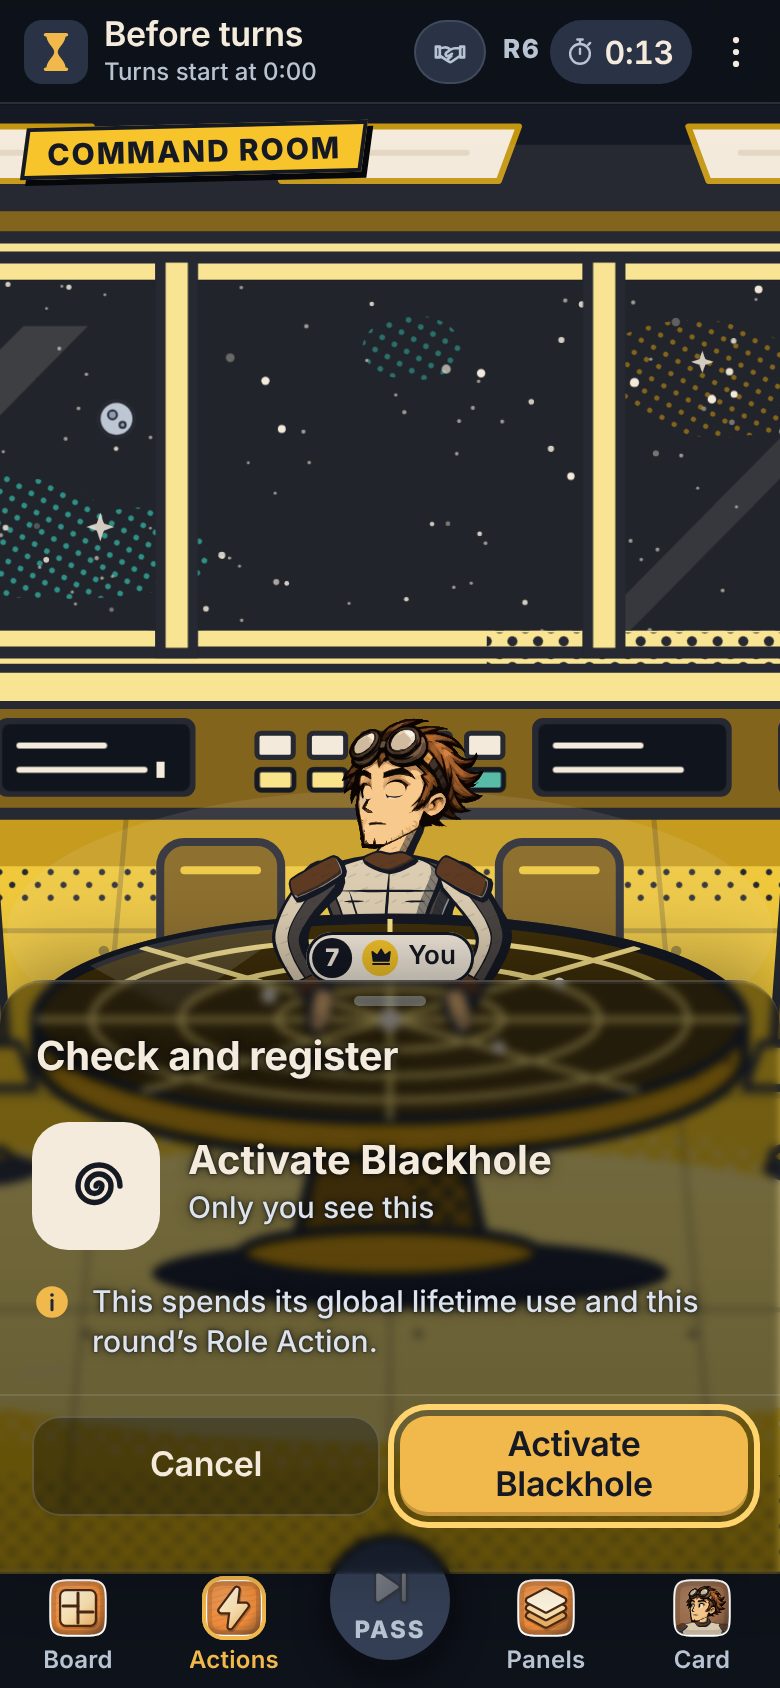 Before turns
Turns start at 0:00
R6
0:13
COMMAND ROOM
7
You
Check and register
Activate Blackhole
Only you see this
This spends its global lifetime use and this
round’s Role Action.
Cancel
Activate
Blackhole
PASS
Board
Actions
Panels
Card